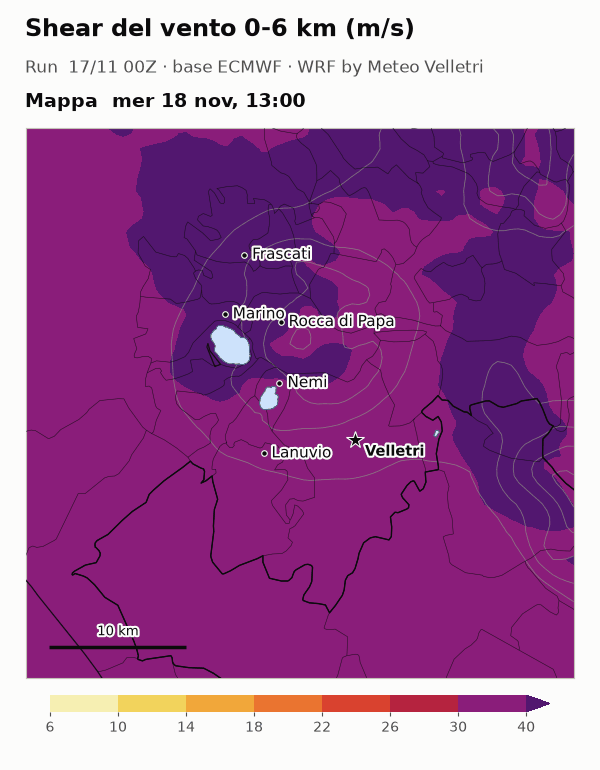 Shear del vento 0-6 km (m/s)
Run  17/11 00Z · base ECMWF · WRF by Meteo Velletri
Mappa  mer 18 nov, 13:00
Frascati
Marino
Rocca di Papa
Nemi
Velletri
Lanuvio
10 km
6 10 14 18 22 26 30 40